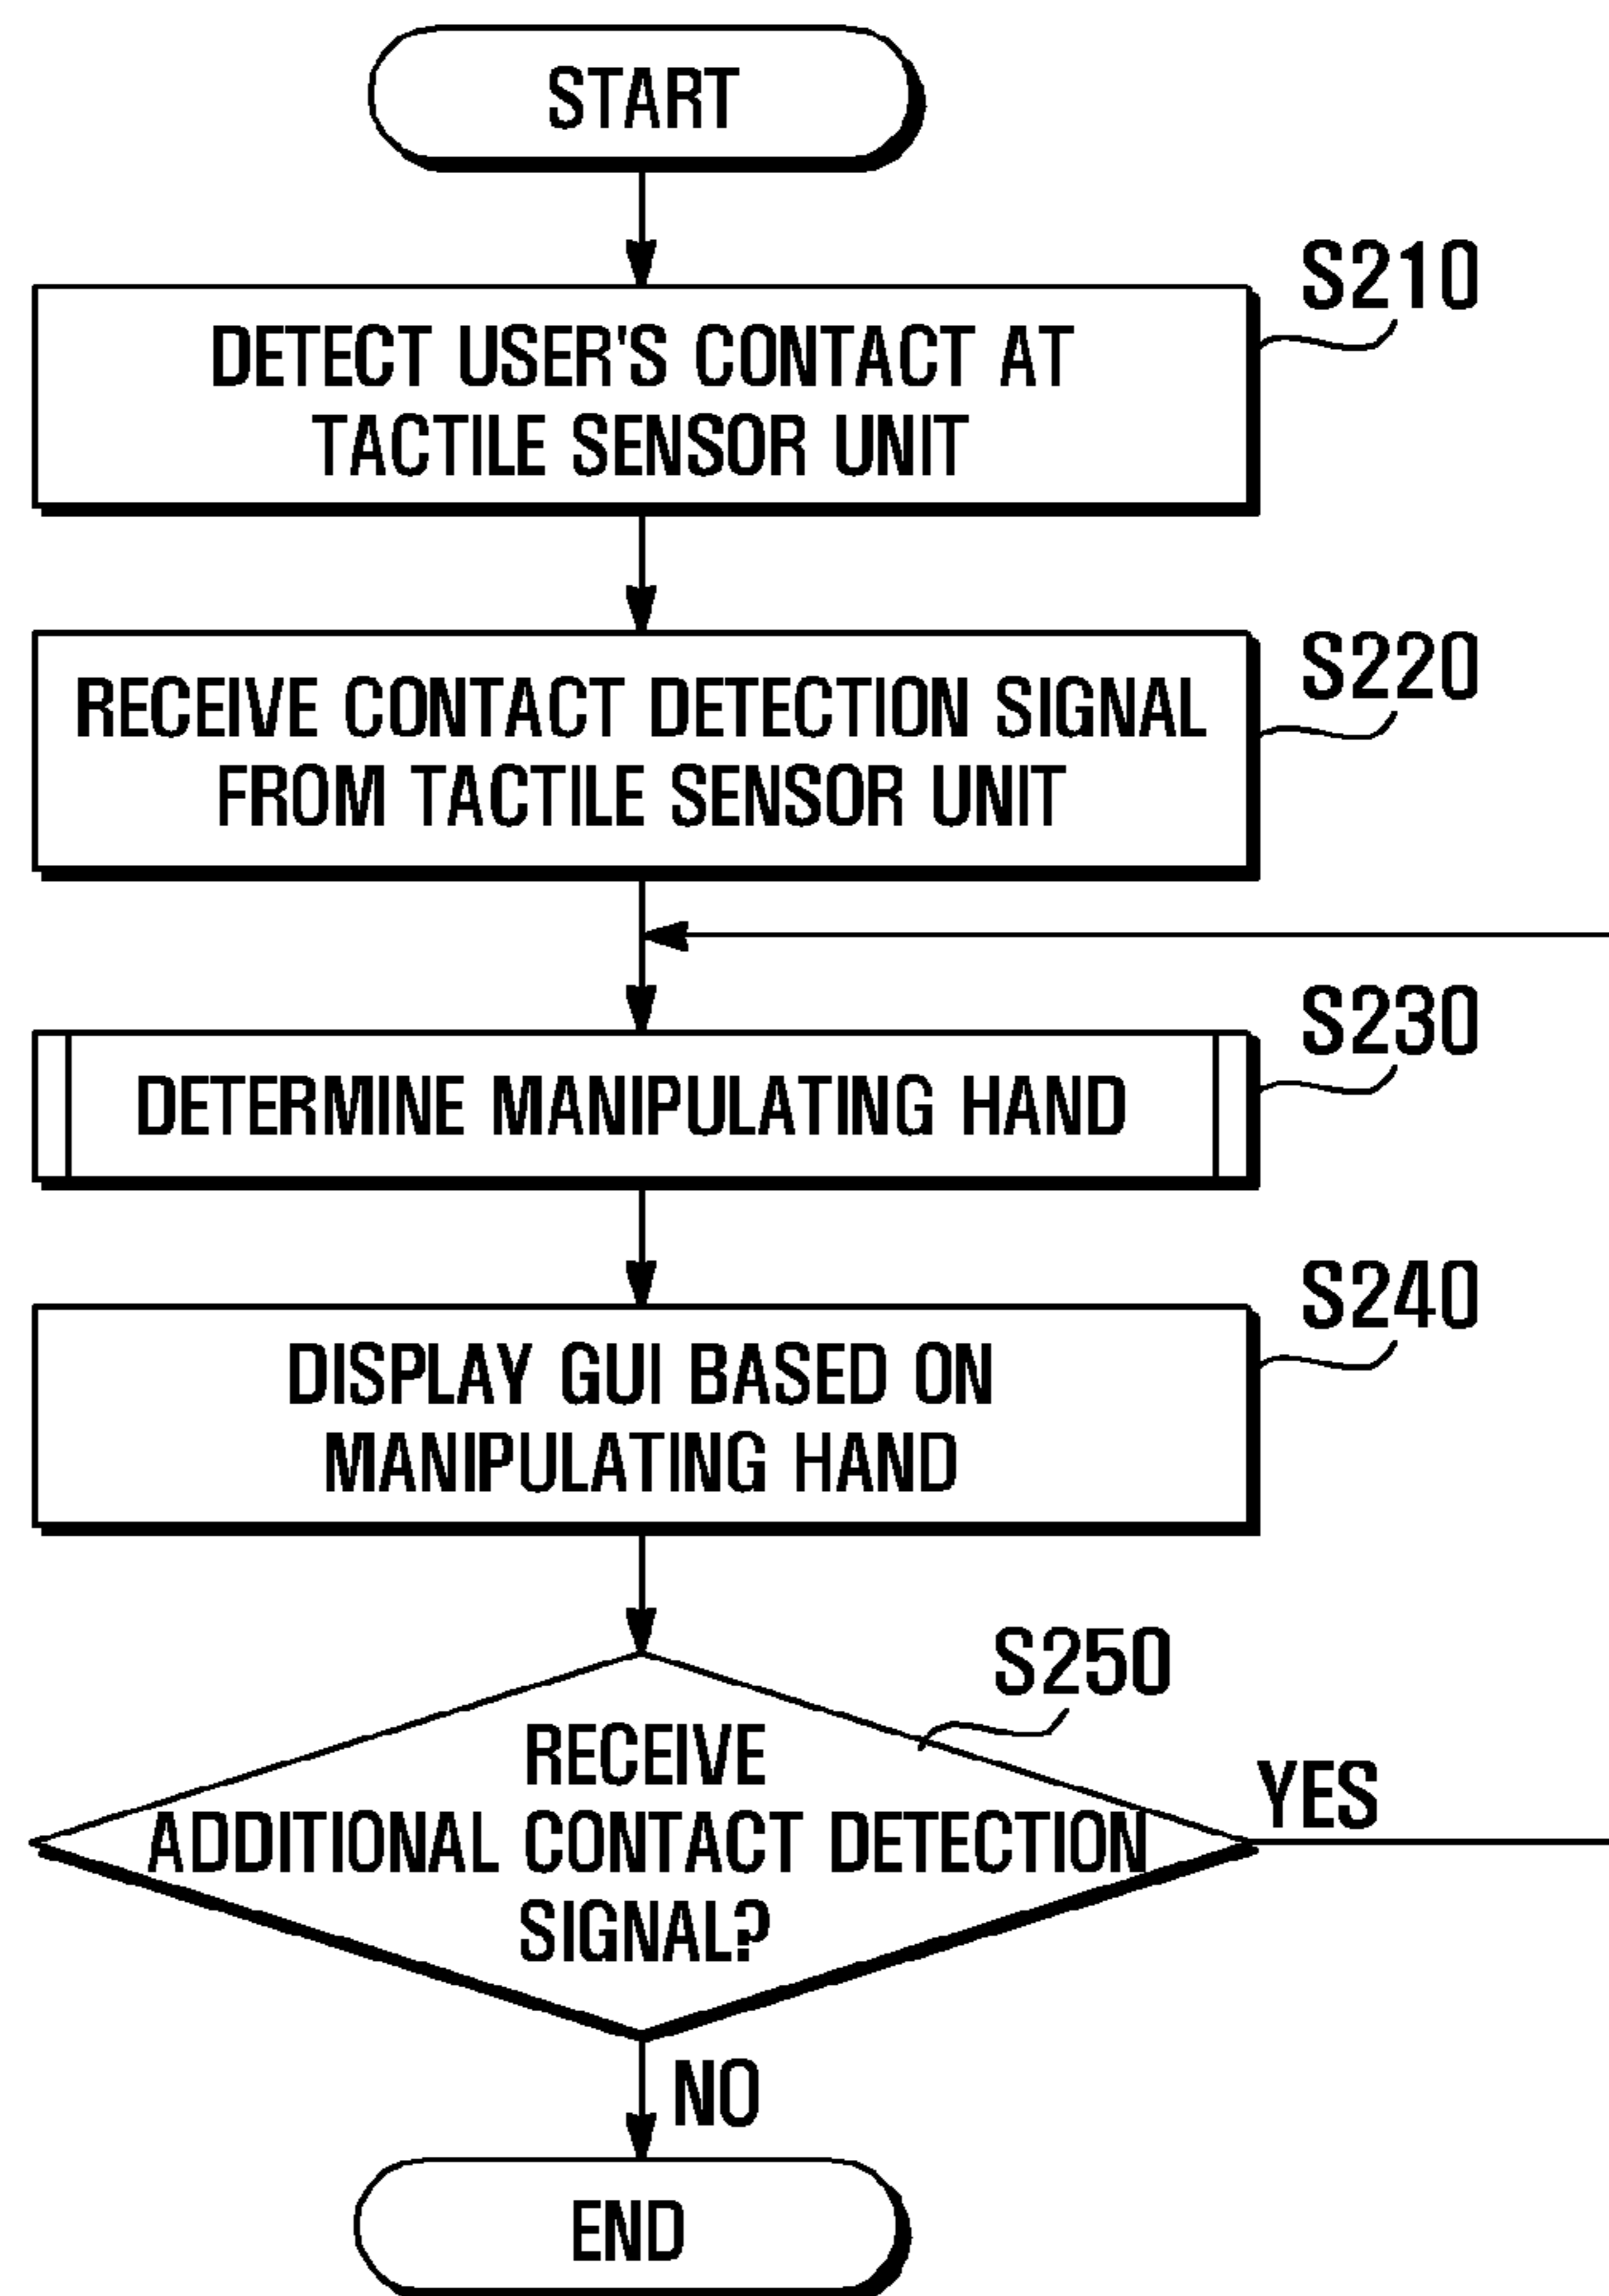 START
S210
DETECT USER'S CONTACT AT
TACTILE SENSOR UNIT
S220
RECEIVE CONTACT DETECTION SIGNAL
FROM TACTILE SENSOR UNIT
S230
DETERMINE MANIPULATING HAND
S240
DISPLAY GUI BASED ON
MANIPULATING HAND
S250
RECEIVE
ADDITIONAL CONTACT DETECTION
SIGNAL?
YES
NO
END